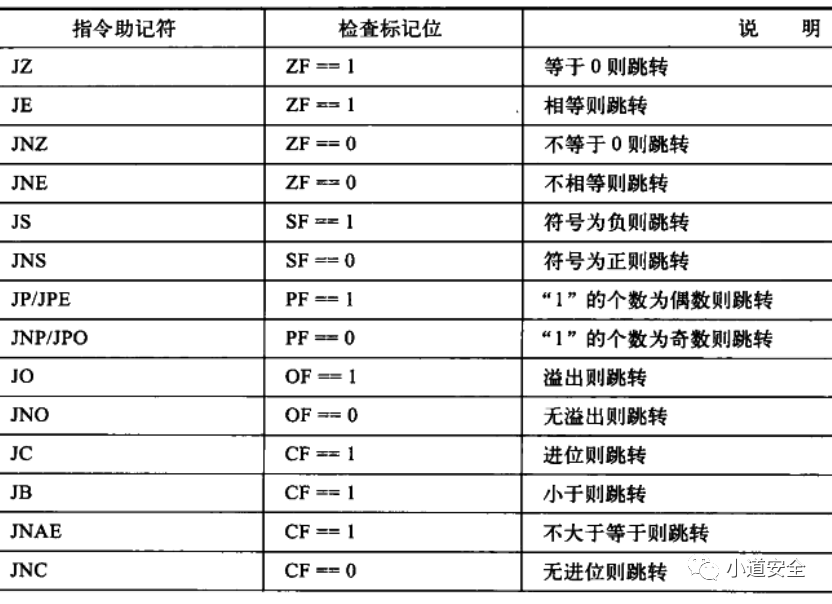 指令助记符 检查标记位 说 明
JZ ZF == 1 等于 0 则跳转
JE ZF == 1 相等则跳转
JNZ ZF == 0 不等于 0 则跳转
JNE ZF == 0 不相等则跳转
JS SF == 1 符号为负则跳转
JNS SF == 0 符号为正则跳转
JP/JPE PF == 1 “1”的个数为偶数则跳转
JNP/JPO PF == 0 “1”的个数为奇数则跳转
JO OF == 1 溢出则跳转
JNO OF == 0 无溢出则跳转
JC CF == 1 进位则跳转
JB CF == 1 小于则跳转
JNAE CF == 1 不大于等于则跳转
JNC CF == 0 无进位则跳转
小道安全